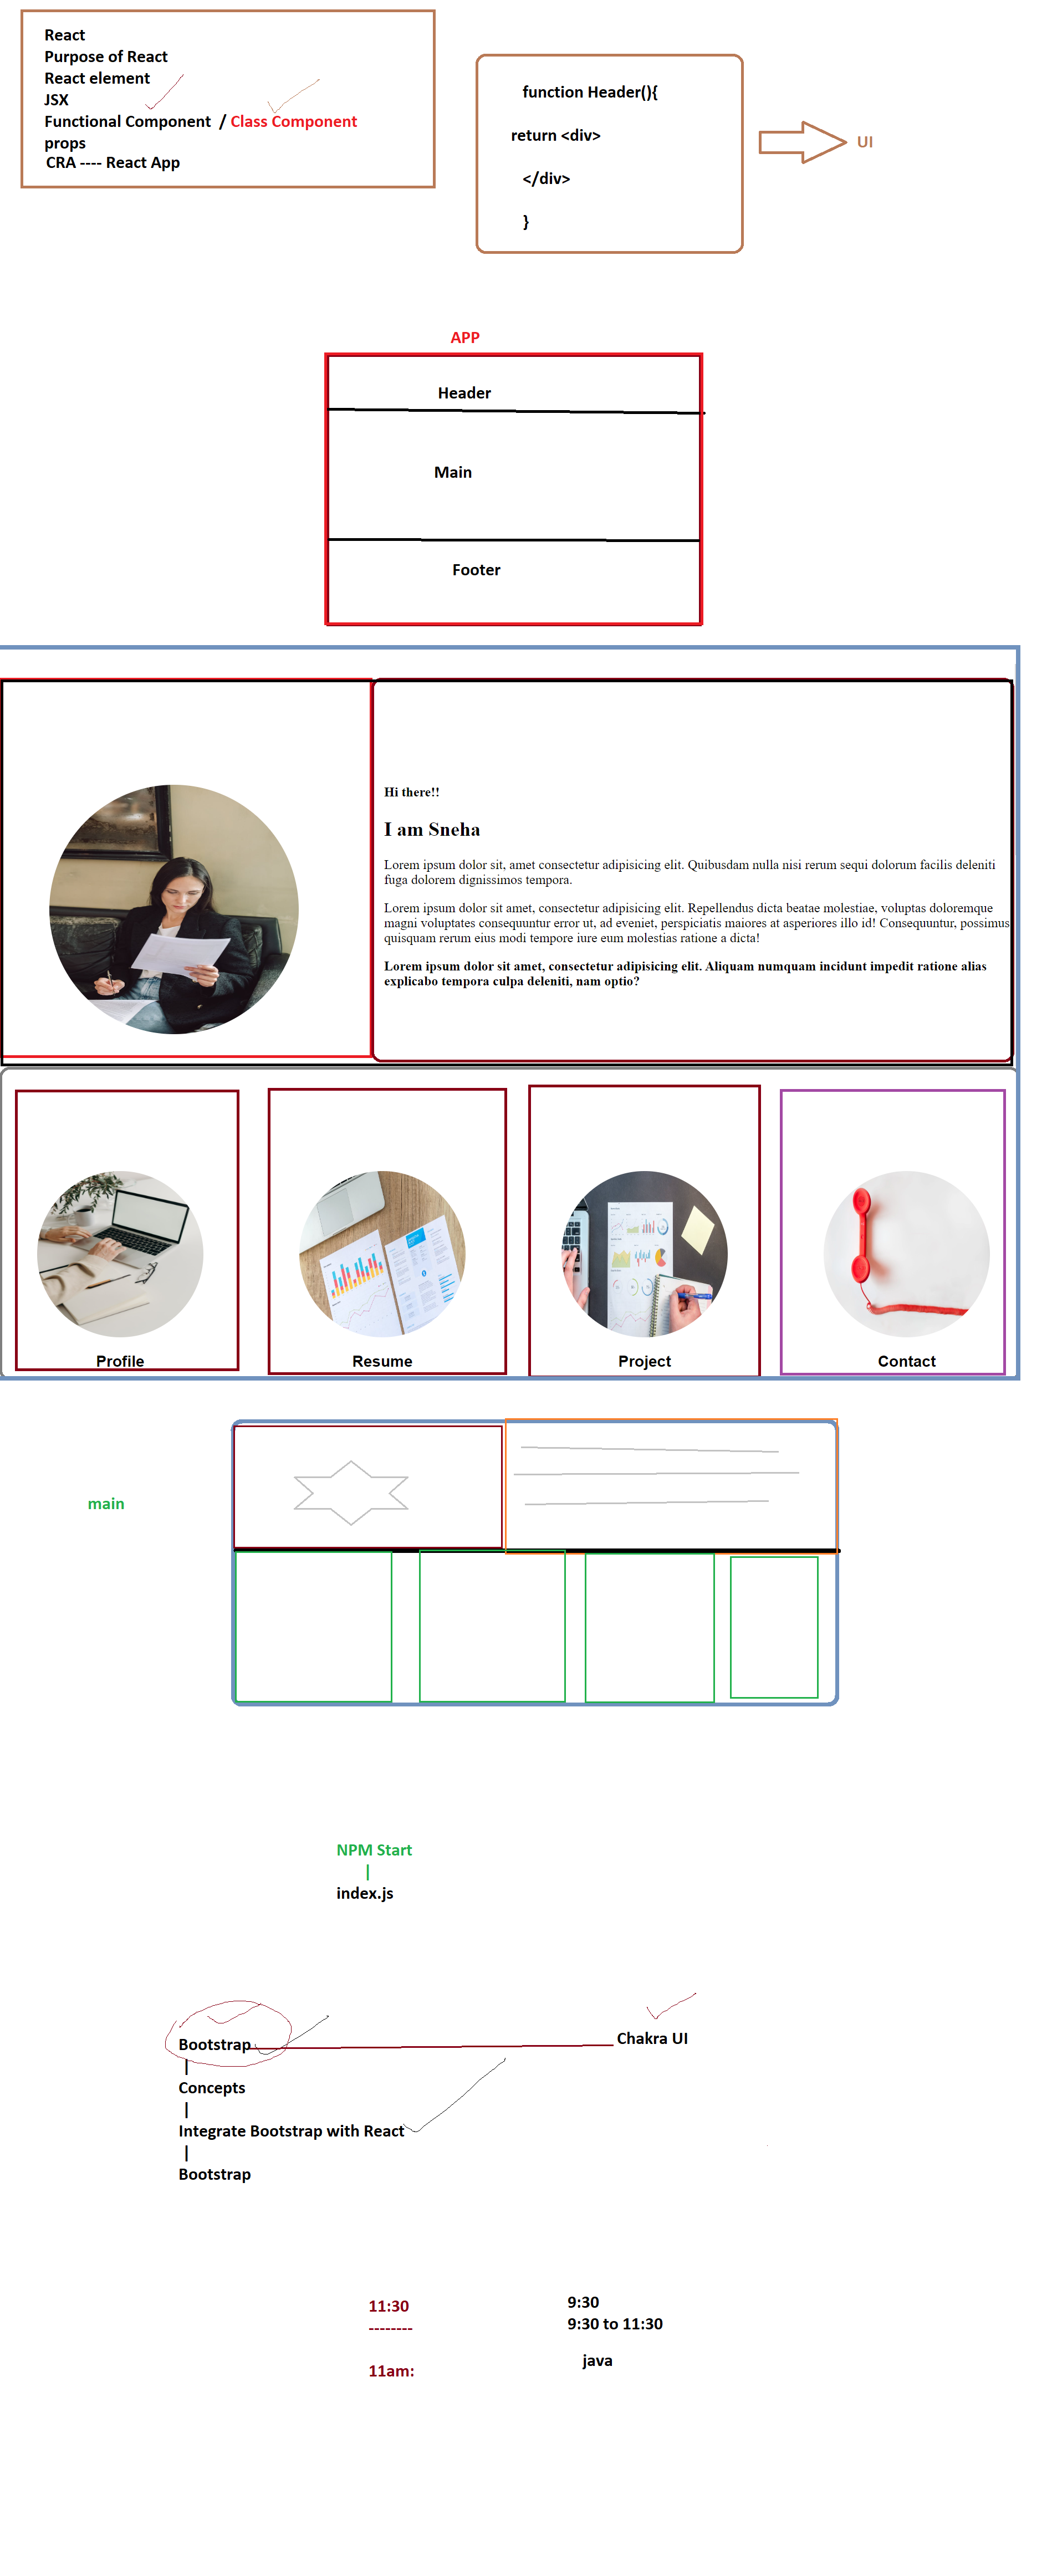 React
Purpose of React
React element
JSX
Functional Component / Class Component
props
CRA ---- React App
function Header(){
return <div>
</div>
}
UI
APP
Header
Main
Footer
Hi there!!
I am Sneha
Lorem ipsum dolor sit, amet consectetur adipisicing elit. Quibusdam nulla nisi rerum sequi dolorum facilis deleniti
fuga dolorem dignissimos tempora.
Lorem ipsum dolor sit amet, consectetur adipisicing elit. Repellendus dicta beatae molestiae, voluptas doloremque
magni voluptates consequuntur error ut, ad eveniet, perspiciatis maiores at asperiores illo id! Consequuntur, possimus
quisquam rerum eius modi tempore iure eum molestias ratione a dicta!
Lorem ipsum dolor sit amet, consectetur adipisicing elit. Aliquam numquam incidunt impedit ratione alias
explicabo tempora culpa deleniti, nam optio?
Profile
Resume
Project
Contact
main
NPM Start
|
index.js
Bootstrap
Chakra UI
|
Concepts
|
Integrate Bootstrap with React
|
Bootstrap
11:30
--------
11am:
9:30
9:30 to 11:30
java